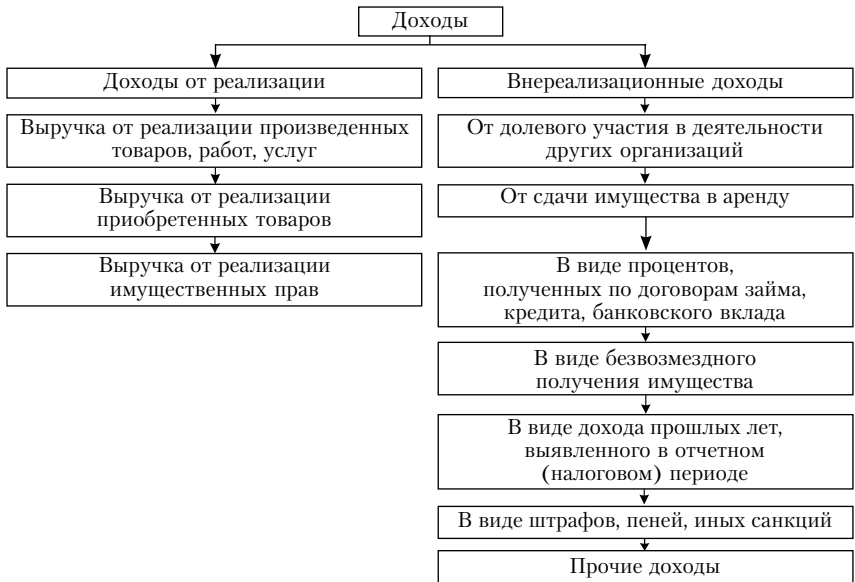 Доходы
Доходы от реализации
Выручка от реализации произведенных
товаров, работ, услуг
Выручка от реализации
приобретенных товаров
Выручка от реализации
имущественных прав
Внереализационные доходы
От долевого участия в деятельности
других организаций
От сдачи имущества в аренду
В виде процентов,
полученных по договорам займа,
кредита, банковского вклада
В виде безвозмездного
получения имущества
В виде дохода прошлых лет,
выявленного в отчетном
(налоговом) периоде
В виде штрафов, пеней, иных санкций
Прочие доходы